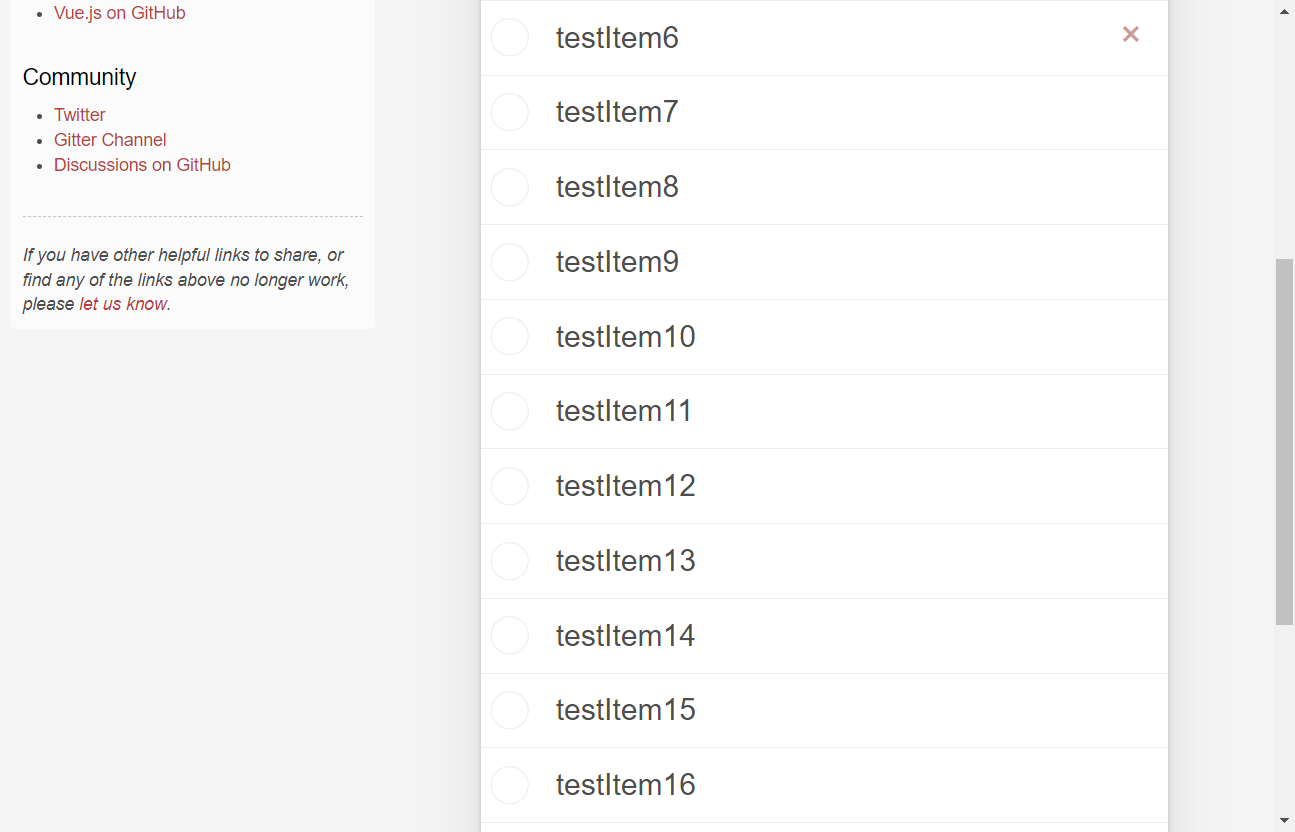 Vue.js on GitHub
Community
Twitter
Gitter Channel
Discussions on GitHub
If you have other helpful links to share, or
find any of the links above no longer work,
please let us know.
testItem6
testItem7
testItem8
testItem9
testItem10
testItem11
testItem12
testItem13
testItem14
testItem15
testItem16